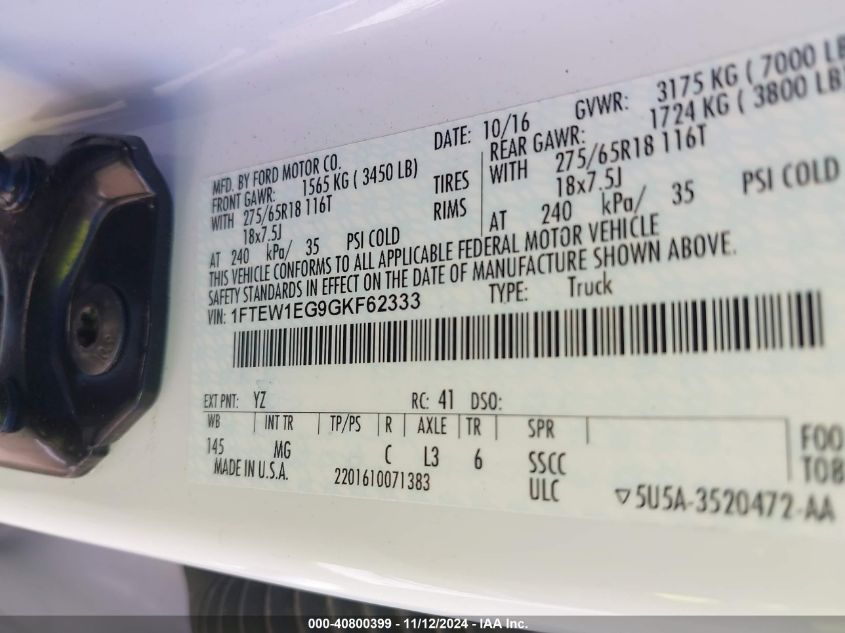 MFD. BY FORD MOTOR CO. DATE: 10/16 GVWR: 3175 KG ( 7000 LB
FRONT GAWR: 1565 KG ( 3450 LB) REAR GAWR: 1724 KG ( 3800 LB)
WITH 275/65R18 116T TIRES WITH 275/65R18 116T
18x7.5J RIMS 18x7.5J
AT 240 kPa/ 35 PSI COLD AT 240 kPa/ 35 PSI COLD
THIS VEHICLE CONFORMS TO ALL APPLICABLE FEDERAL MOTOR VEHICLE
SAFETY STANDARDS IN EFFECT ON THE DATE OF MANUFACTURE SHOWN ABOVE.
VIN: 1FTEW1EG9GKF62333 TYPE: Truck
EXT PNT: YZ RC: 41 DSO:
WB INT TR TP/PS R AXLE TR SPR
145 MG C L3 6 SSCC
MADE IN U.S.A. 2201610071383 ULC
F00
T08
▽5U5A-3520472-AA
000-40800399 - 11/12/2024 - IAA Inc.